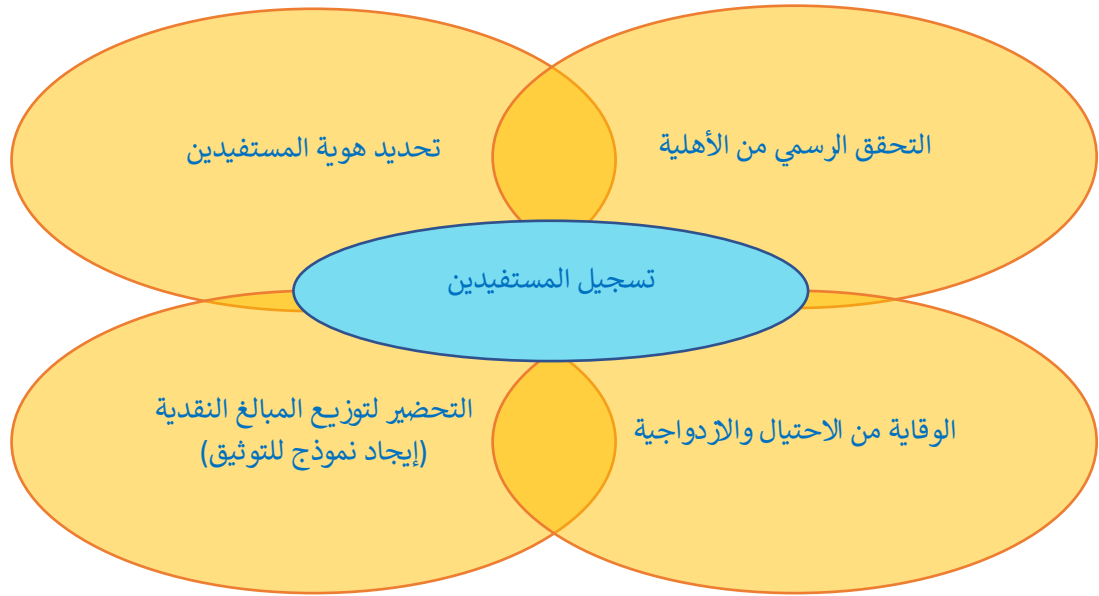 التحقق الرسمي من الأهلية
تحديد هوية المستفيدين
تسجيل المستفيدين
الوقاية من الاحتيال والازدواجية
التحضير لتوزيع المبالغ النقدية
(إيجاد نموذج للتوثيق)